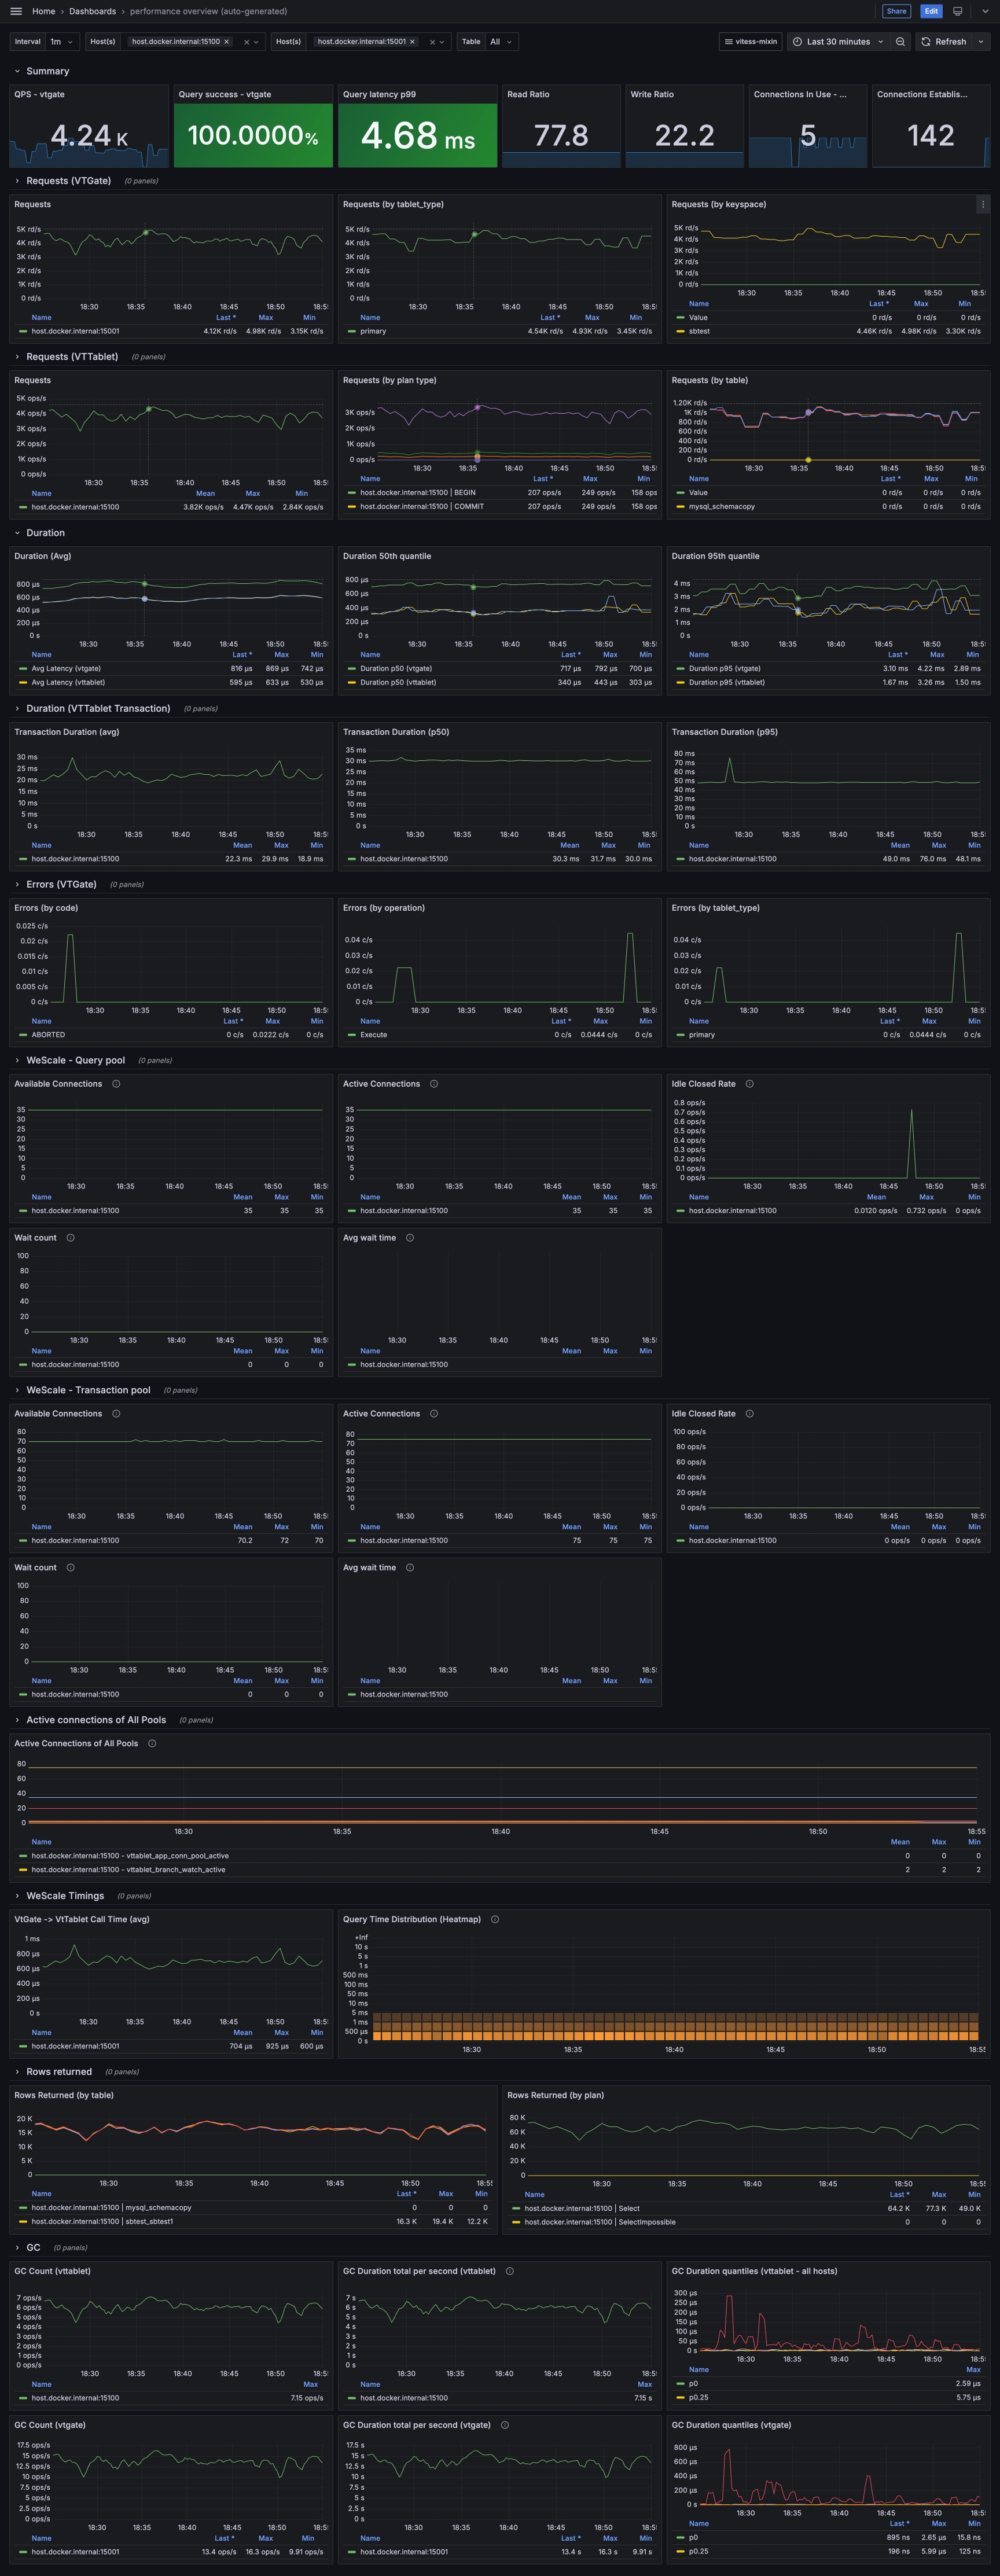 Home › Dashboards › performance overview (auto-generated) Share Edit
Interval 1m Host(s) host.docker.internal:15100 × Host(s) host.docker.internal:15001 × Table All vitess-mixin Last 30 minutes Refresh
Summary
QPS - vtgate Query success - vtgate Query latency p99 Read Ratio Write Ratio Connections In Use - ... Connections Establis...
4.24 K 100.0000% 4.68 ms 77.8 22.2 5 142
Requests (VTGate) (0 panels)
Requests
5K rd/s
4K rd/s
3K rd/s
2K rd/s
1K rd/s
0 rd/s
18:30 18:35 18:40 18:45 18:50 18:5
Name Last * Max Min
host.docker.internal:15001 4.12K rd/s 4.98K rd/s 3.15K rd/s
Requests (by tablet_type)
5K rd/s
4K rd/s
3K rd/s
2K rd/s
1K rd/s
0 rd/s
18:30 18:35 18:40 18:45 18:50 18:5
Name Last * Max Min
primary 4.54K rd/s 4.93K rd/s 3.45K rd/s
Requests (by keyspace)
5K rd/s
4K rd/s
3K rd/s
2K rd/s
1K rd/s
0 rd/s
18:30 18:35 18:40 18:45 18:50 18:5
Name Last * Max Min
Value 0 rd/s 0 rd/s 0 rd/s
sbtest 4.46K rd/s 4.98K rd/s 3.30K rd/s
Requests (VTTablet) (0 panels)
Requests
5K ops/s
4K ops/s
3K ops/s
2K ops/s
1K ops/s
0 ops/s
18:30 18:35 18:40 18:45 18:50 18:5
Name Mean Max Min
host.docker.internal:15100 3.82K ops/s 4.47K ops/s 2.84K ops/s
Requests (by plan type)
3K ops/s
2K ops/s
1K ops/s
0 ops/s
18:30 18:35 18:40 18:45 18:50 18:5
Name Last * Max Min
host.docker.internal:15100 | BEGIN 207 ops/s 249 ops/s 158 ops
host.docker.internal:15100 | COMMIT 207 ops/s 249 ops/s 158 ops
Requests (by table)
1.20K rd/s
1K rd/s
800 rd/s
600 rd/s
400 rd/s
200 rd/s
0 rd/s
18:30 18:35 18:40 18:45 18:50 18:5
Name Last * Max Min
Value 0 rd/s 0 rd/s 0 rd/s
mysql_schemacopy 0 rd/s 0 rd/s 0 rd/s
Duration
Duration (Avg)
800 µs
600 µs
400 µs
200 µs
0 s
18:30 18:35 18:40 18:45 18:50 18:5
Name Last * Max Min
Avg Latency (vtgate) 816 µs 869 µs 742 µs
Avg Latency (vttablet) 595 µs 633 µs 530 µs
Duration 50th quantile
800 µs
600 µs
400 µs
200 µs
0 s
18:30 18:35 18:40 18:45 18:50 18:5
Name Last * Max Min
Duration p50 (vtgate) 717 µs 792 µs 700 µs
Duration p50 (vttablet) 340 µs 443 µs 303 µs
Duration 95th quantile
4 ms
3 ms
2 ms
1 ms
0 s
18:30 18:35 18:40 18:45 18:50 18:5
Name Last * Max Min
Duration p95 (vtgate) 3.10 ms 4.22 ms 2.89 ms
Duration p95 (vttablet) 1.67 ms 3.26 ms 1.50 ms
Duration (VTTablet Transaction) (0 panels)
Transaction Duration (avg)
30 ms
25 ms
20 ms
15 ms
10 ms
5 ms
0 s
18:30 18:35 18:40 18:45 18:50 18:5
Name Mean Max Min
host.docker.internal:15100 22.3 ms 29.9 ms 18.9 ms
Transaction Duration (p50)
35 ms
30 ms
25 ms
20 ms
15 ms
10 ms
5 ms
0 s
18:30 18:35 18:40 18:45 18:50 18:5
Name Mean Max Min
host.docker.internal:15100 30.3 ms 31.7 ms 30.0 ms
Transaction Duration (p95)
80 ms
70 ms
60 ms
50 ms
40 ms
30 ms
20 ms
10 ms
0 s
18:30 18:35 18:40 18:45 18:50 18:5
Name Mean Max Min
host.docker.internal:15100 49.0 ms 76.0 ms 48.1 ms
Errors (VTGate) (0 panels)
Errors (by code)
0.025 c/s
0.02 c/s
0.015 c/s
0.01 c/s
0.005 c/s
0 c/s
18:30 18:35 18:40 18:45 18:50 18:5
Name Last * Max Min
ABORTED 0 c/s 0.0222 c/s 0 c/s
Errors (by operation)
0.04 c/s
0.03 c/s
0.02 c/s
0.01 c/s
0 c/s
18:30 18:35 18:40 18:45 18:50 18:5
Name Last * Max Min
Execute 0 c/s 0.0444 c/s 0 c/s
Errors (by tablet_type)
0.04 c/s
0.03 c/s
0.02 c/s
0.01 c/s
0 c/s
18:30 18:35 18:40 18:45 18:50 18:5
Name Last * Max Min
primary 0 c/s 0.0444 c/s 0 c/s
WeScale - Query pool (0 panels)
Available Connections
35
30
25
20
15
10
5
0
18:30 18:35 18:40 18:45 18:50 18:5
Name Mean Max Min
host.docker.internal:15100 35 35 35
Active Connections
35
30
25
20
15
10
5
0
18:30 18:35 18:40 18:45 18:50 18:5
Name Mean Max Min
host.docker.internal:15100 35 35 35
Idle Closed Rate
0.8 ops/s
0.7 ops/s
0.6 ops/s
0.5 ops/s
0.4 ops/s
0.3 ops/s
0.2 ops/s
0.1 ops/s
0 ops/s
18:30 18:35 18:40 18:45 18:50 18:5
Name Mean Max Min
host.docker.internal:15100 0.0120 ops/s 0.732 ops/s 0 ops/s
Wait count
100
80
60
40
20
0
18:30 18:35 18:40 18:45 18:50 18:5
Name Mean Max Min
host.docker.internal:15100 0 0 0
Avg wait time
18:30 18:35 18:40 18:45 18:50 18:5
Name Mean Max Min
host.docker.internal:15100
WeScale - Transaction pool (0 panels)
Available Connections
80
70
60
50
40
30
20
10
0
18:30 18:35 18:40 18:45 18:50 18:5
Name Mean Max Min
host.docker.internal:15100 70.2 72 70
Active Connections
80
70
60
50
40
30
20
10
0
18:30 18:35 18:40 18:45 18:50 18:5
Name Mean Max Min
host.docker.internal:15100 75 75 75
Idle Closed Rate
100 ops/s
80 ops/s
60 ops/s
40 ops/s
20 ops/s
0 ops/s
18:30 18:35 18:40 18:45 18:50 18:5
Name Mean Max Min
host.docker.internal:15100 0 ops/s 0 ops/s 0 ops/s
Wait count
100
80
60
40
20
0
18:30 18:35 18:40 18:45 18:50 18:5
Name Mean Max Min
host.docker.internal:15100 0 0 0
Avg wait time
18:30 18:35 18:40 18:45 18:50 18:5
Name Mean Max Min
host.docker.internal:15100
Active connections of All Pools (0 panels)
Active Connections of All Pools
80
60
40
20
0
18:30 18:35 18:40 18:45 18:50 18:55
Name Mean Max Min
host.docker.internal:15100 - vttablet_app_conn_pool_active 0 0 0
host.docker.internal:15100 - vttablet_branch_watch_active 2 2 2
WeScale Timings (0 panels)
VtGate -> VtTablet Call Time (avg)
1 ms
800 µs
600 µs
400 µs
200 µs
0 s
18:30 18:35 18:40 18:45 18:50 18:5
Name Mean Max Min
host.docker.internal:15001 704 µs 925 µs 600 µs
Query Time Distribution (Heatmap)
+Inf
10 s
5 s
1 s
500 ms
100 ms
50 ms
10 ms
5 ms
1 ms
500 µs
0 s
18:30 18:35 18:40 18:45 18:50 18:55
Rows returned (0 panels)
Rows Returned (by table)
20 K
15 K
10 K
5 K
0
18:30 18:35 18:40 18:45 18:50 18:55
Name Last * Max Min
host.docker.internal:15100 | mysql_schemacopy 0 0 0
host.docker.internal:15100 | sbtest_sbtest1 16.3 K 19.4 K 12.2 K
Rows Returned (by plan)
80 K
60 K
40 K
20 K
0
18:30 18:35 18:40 18:45 18:50 18:55
Name Last * Max Min
host.docker.internal:15100 | Select 64.2 K 77.3 K 49.0 K
host.docker.internal:15100 | SelectImpossible 0 0 0
GC (0 panels)
GC Count (vttablet)
7 ops/s
6 ops/s
5 ops/s
4 ops/s
3 ops/s
2 ops/s
1 ops/s
0 ops/s
18:30 18:35 18:40 18:45 18:50 18:5
Name Max
host.docker.internal:15100 7.15 ops/s
GC Duration total per second (vttablet)
7 s
6 s
5 s
4 s
3 s
2 s
1 s
0 s
18:30 18:35 18:40 18:45 18:50 18:5
Name Max
host.docker.internal:15100 7.15 s
GC Duration quantiles (vttablet - all hosts)
300 µs
250 µs
200 µs
150 µs
100 µs
50 µs
0 s
18:30 18:35 18:40 18:45 18:50 18:5
Name Max
p0 2.59 µs
p0.25 5.75 µs
GC Count (vtgate)
17.5 ops/s
15 ops/s
12.5 ops/s
10 ops/s
7.5 ops/s
5 ops/s
2.5 ops/s
0 ops/s
18:30 18:35 18:40 18:45 18:50 18:5
Name Last * Max Min
host.docker.internal:15001 13.4 ops/s 16.3 ops/s 9.91 ops/s
GC Duration total per second (vtgate)
17.5 s
15 s
12.5 s
10 s
7.5 s
5 s
2.5 s
0 s
18:30 18:35 18:40 18:45 18:50 18:5
Name Last * Max Min
host.docker.internal:15001 13.4 s 16.3 s 9.91 s
GC Duration quantiles (vtgate)
800 µs
600 µs
400 µs
200 µs
0 s
18:30 18:35 18:40 18:45 18:50 18:5
Name Last * Max Min
p0 895 ns 2.65 µs 15.8 ns
p0.25 196 ns 5.99 µs 125 ns